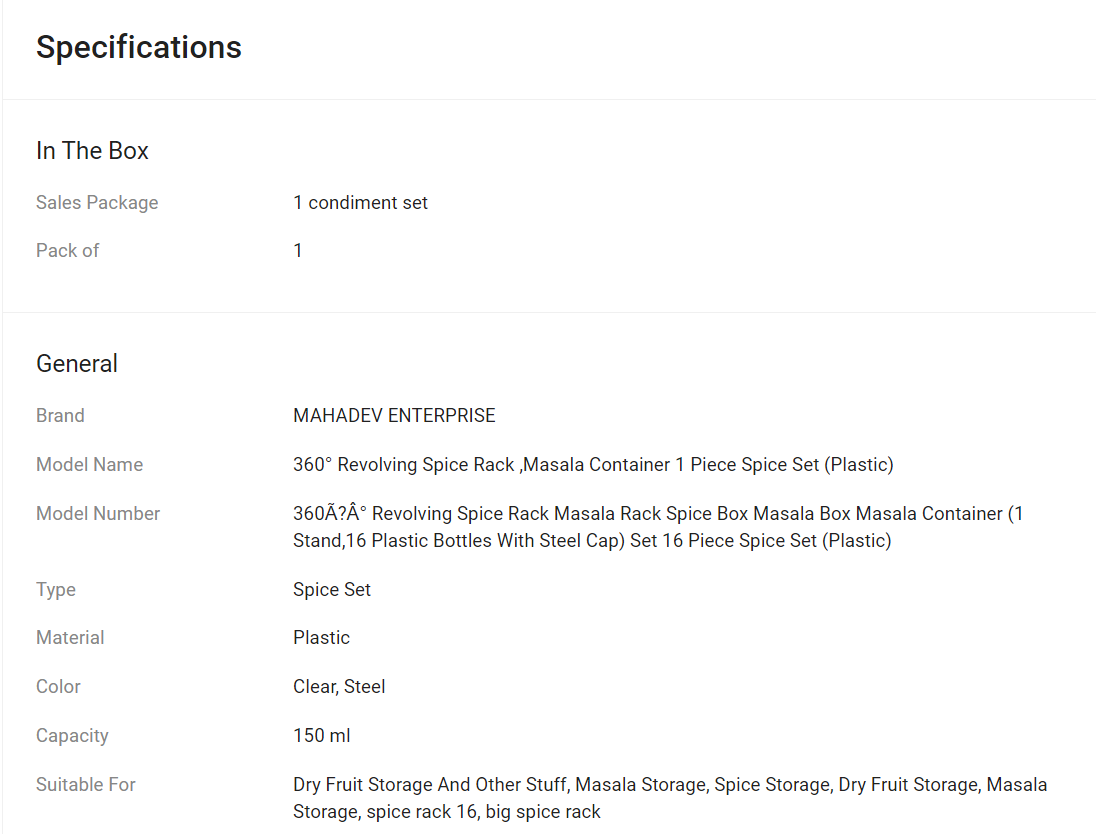 Specifications
In The Box
Sales Package 1 condiment set
Pack of 1
General
Brand MAHADEV ENTERPRISE
Model Name 360° Revolving Spice Rack ,Masala Container 1 Piece Spice Set (Plastic)
Model Number 360Ã?Â° Revolving Spice Rack Masala Rack Spice Box Masala Box Masala Container (1
Stand,16 Plastic Bottles With Steel Cap) Set 16 Piece Spice Set (Plastic)
Type Spice Set
Material Plastic
Color Clear, Steel
Capacity 150 ml
Suitable For Dry Fruit Storage And Other Stuff, Masala Storage, Spice Storage, Dry Fruit Storage, Masala
Storage, spice rack 16, big spice rack